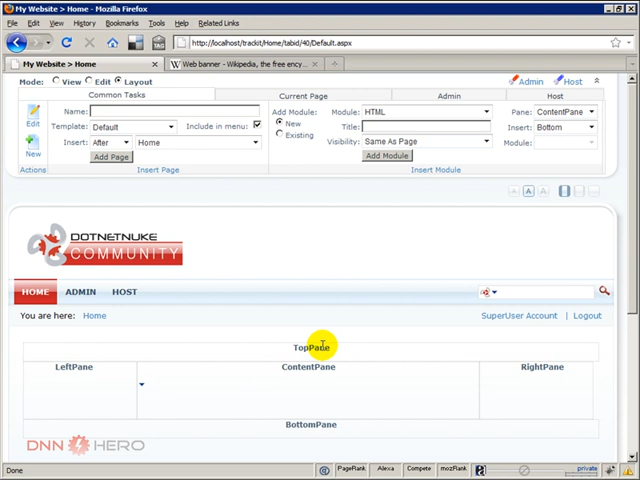 My Website > Home - Mozilla Firefox
File Edit View History Bookmarks Tools Help Related Links
http://localhost/trackit/Home/tabid/40/Default.aspx
My Website > Home
Web banner - Wikipedia, the free ency...
Mode: View Edit Layout
Admin Host
Common Tasks Current Page Admin Host
Name: Add Module: Module: HTML Pane: ContentPane
Edit Template: Default Include in menu: New Title: Insert: Bottom
New Insert: After Home Existing Visibility: Same As Page Module:
Add Page Add Module
Actions Insert Page Insert Module
A A A
DOTNETNUKE
COMMUNITY
HOME ADMIN HOST
You are here: Home SuperUser Account | Logout
TopPane
LeftPane ContentPane RightPane
BottomPane
DNN HERO
Done PageRank Alexa Compete mozRank